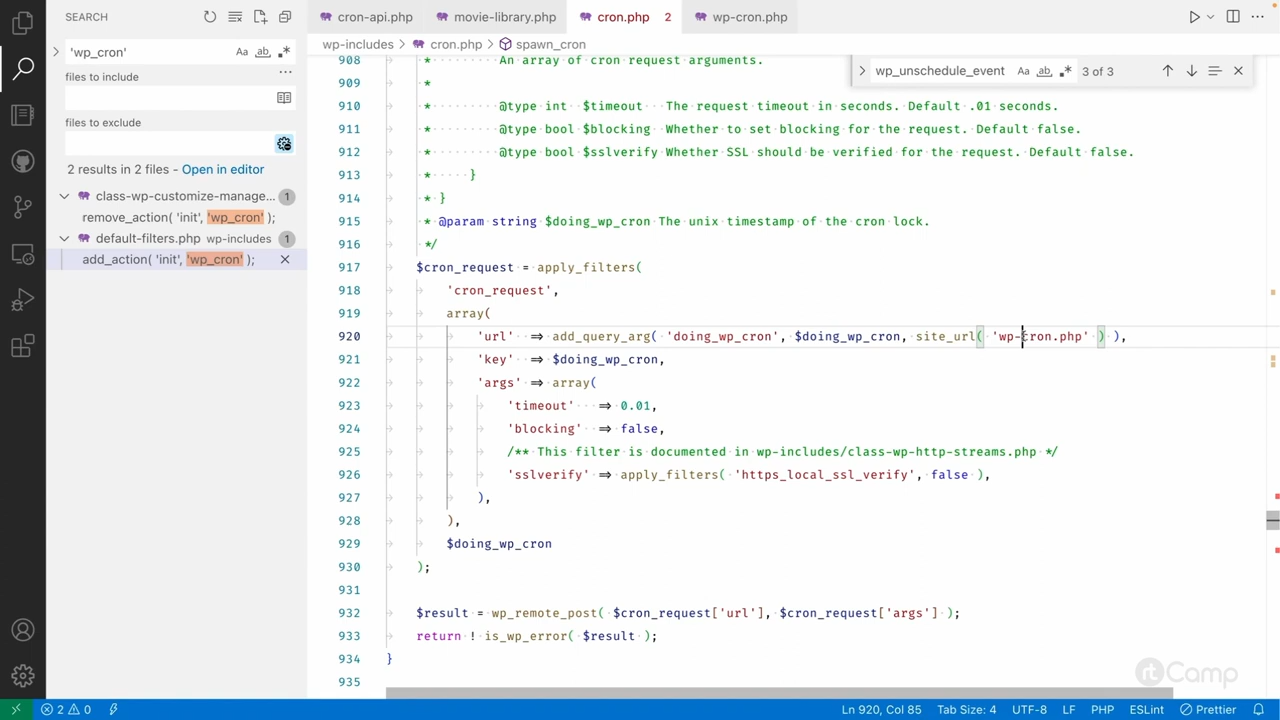 SEARCH
cron-api.php
movie-library.php
cron.php 2
wp-cron.php
'wp_cron'
Aa ab
files to include
files to exclude
2 results in 2 files - Open in editor
class-wp-customize-manage... 1
remove_action( 'init', 'wp_cron' );
default-filters.php wp-includes 1
add_action( 'init', 'wp_cron' );
wp-includes > cron.php > spawn_cron
wp_unschedule_event Aa ab 3 of 3
908 * An array of cron request arguments.
909 *
910 * @type int $timeout The request timeout in seconds. Default .01 seconds.
911 * @type bool $blocking Whether to set blocking for the request. Default false.
912 * @type bool $sslverify Whether SSL should be verified for the request. Default false.
913 * }
914 * }
915 * @param string $doing_wp_cron The unix timestamp of the cron lock.
916 */
917 $cron_request = apply_filters(
918 'cron_request',
919 array(
920 'url' => add_query_arg( 'doing_wp_cron', $doing_wp_cron, site_url( 'wp-cron.php' ) ),
921 'key' => $doing_wp_cron,
922 'args' => array(
923 'timeout' => 0.01,
924 'blocking' => false,
925 /** This filter is documented in wp-includes/class-wp-http-streams.php */
926 'sslverify' => apply_filters( 'https_local_ssl_verify', false ),
927 ),
928 ),
929 $doing_wp_cron
930 );
931
932 $result = wp_remote_post( $cron_request['url'], $cron_request['args'] );
933 return ! is_wp_error( $result );
934 }
935
rtCamp
2 0
Ln 920, Col 85 Tab Size: 4 UTF-8 LF PHP ESLint Prettier